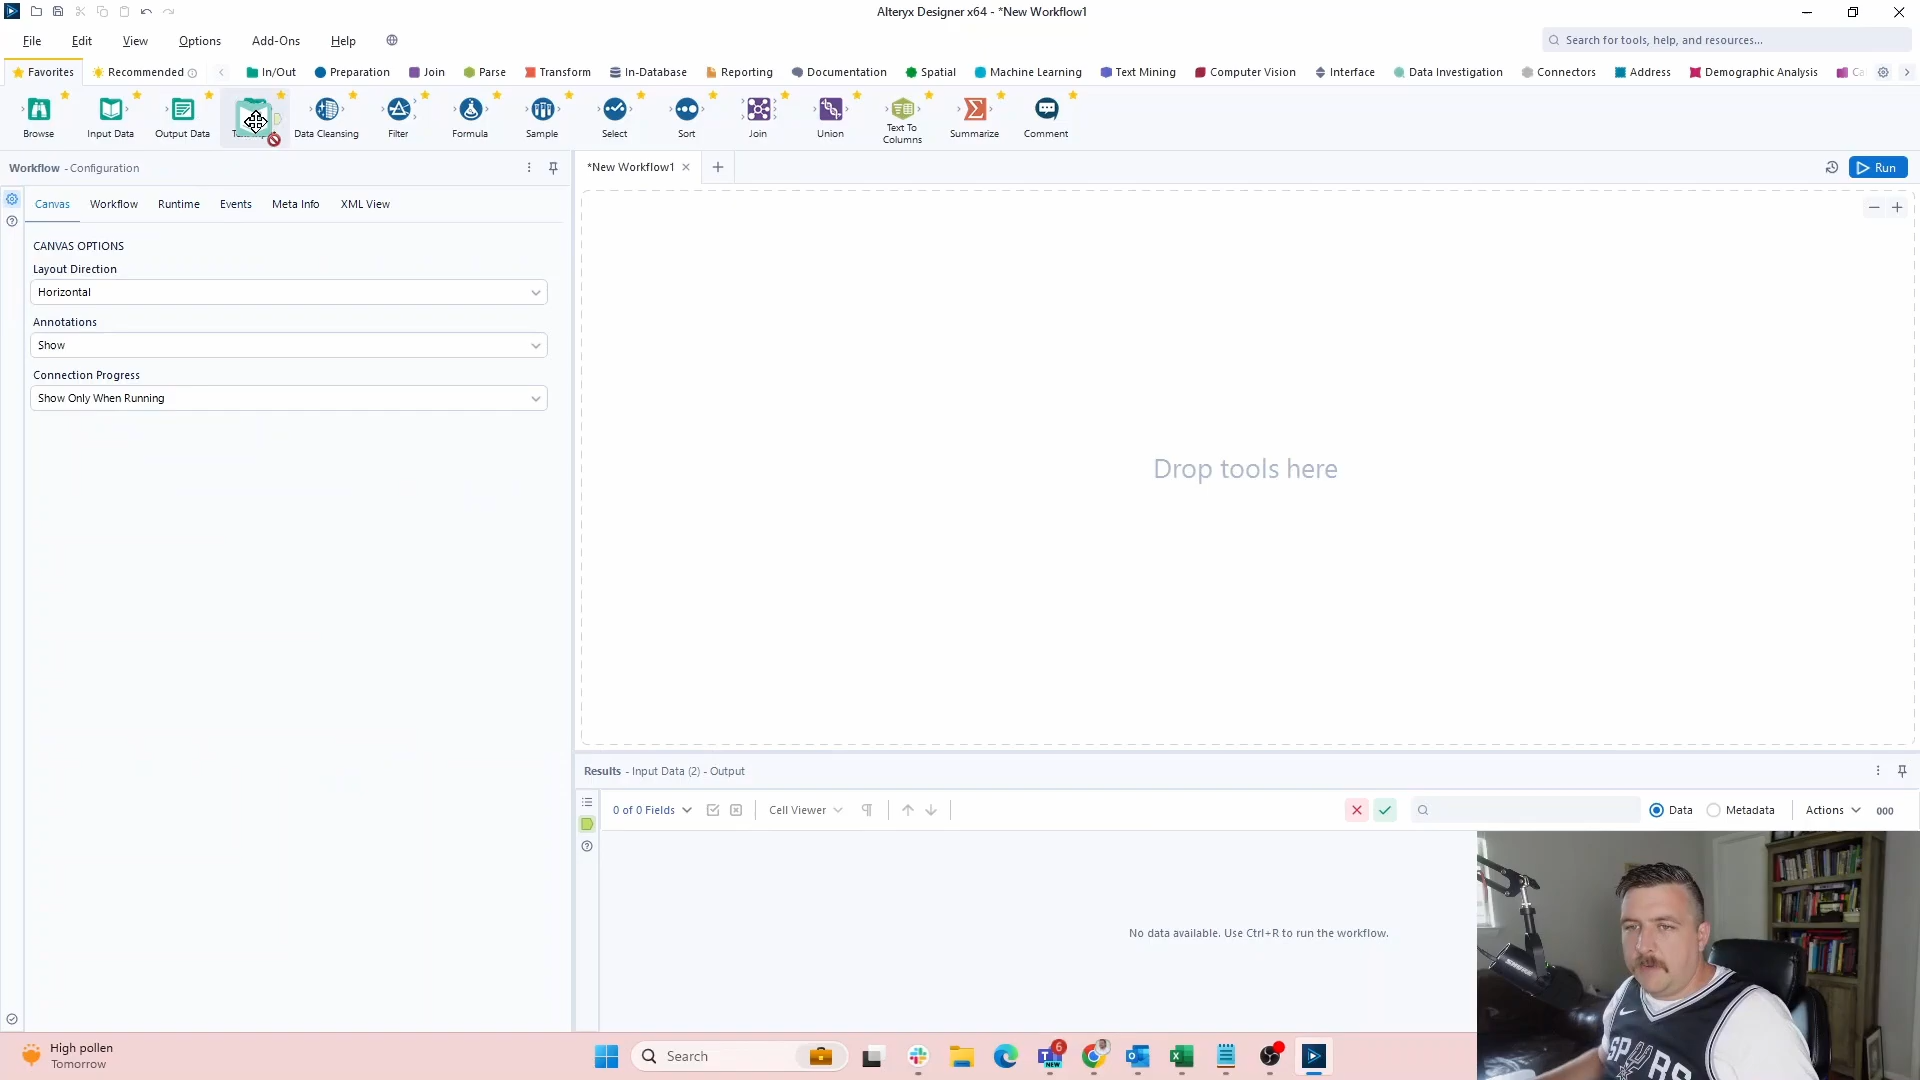 Alteryx Designer x64 - *New Workflow1
File Edit View Options Add-Ons Help
Search for tools, help, and resources...
Favorites Recommended In/Out Preparation Join Parse Transform In-Database Reporting Documentation Spatial Machine Learning Text Mining Computer Vision Interface Data Investigation Connectors Address Demographic Analysis
Browse Input Data Output Data Data Cleansing Filter Formula Sample Select Sort Join Union Text To Columns Summarize Comment
Workflow - Configuration
*New Workflow1
Run
Canvas Workflow Runtime Events Meta Info XML View
CANVAS OPTIONS
Layout Direction
Horizontal
Annotations
Show
Connection Progress
Show Only When Running
Drop tools here
Results - Input Data (2) - Output
0 of 0 Fields Cell Viewer Data Metadata Actions 000
No data available. Use Ctrl+R to run the workflow.
High pollen
Tomorrow
Search
6
NEW